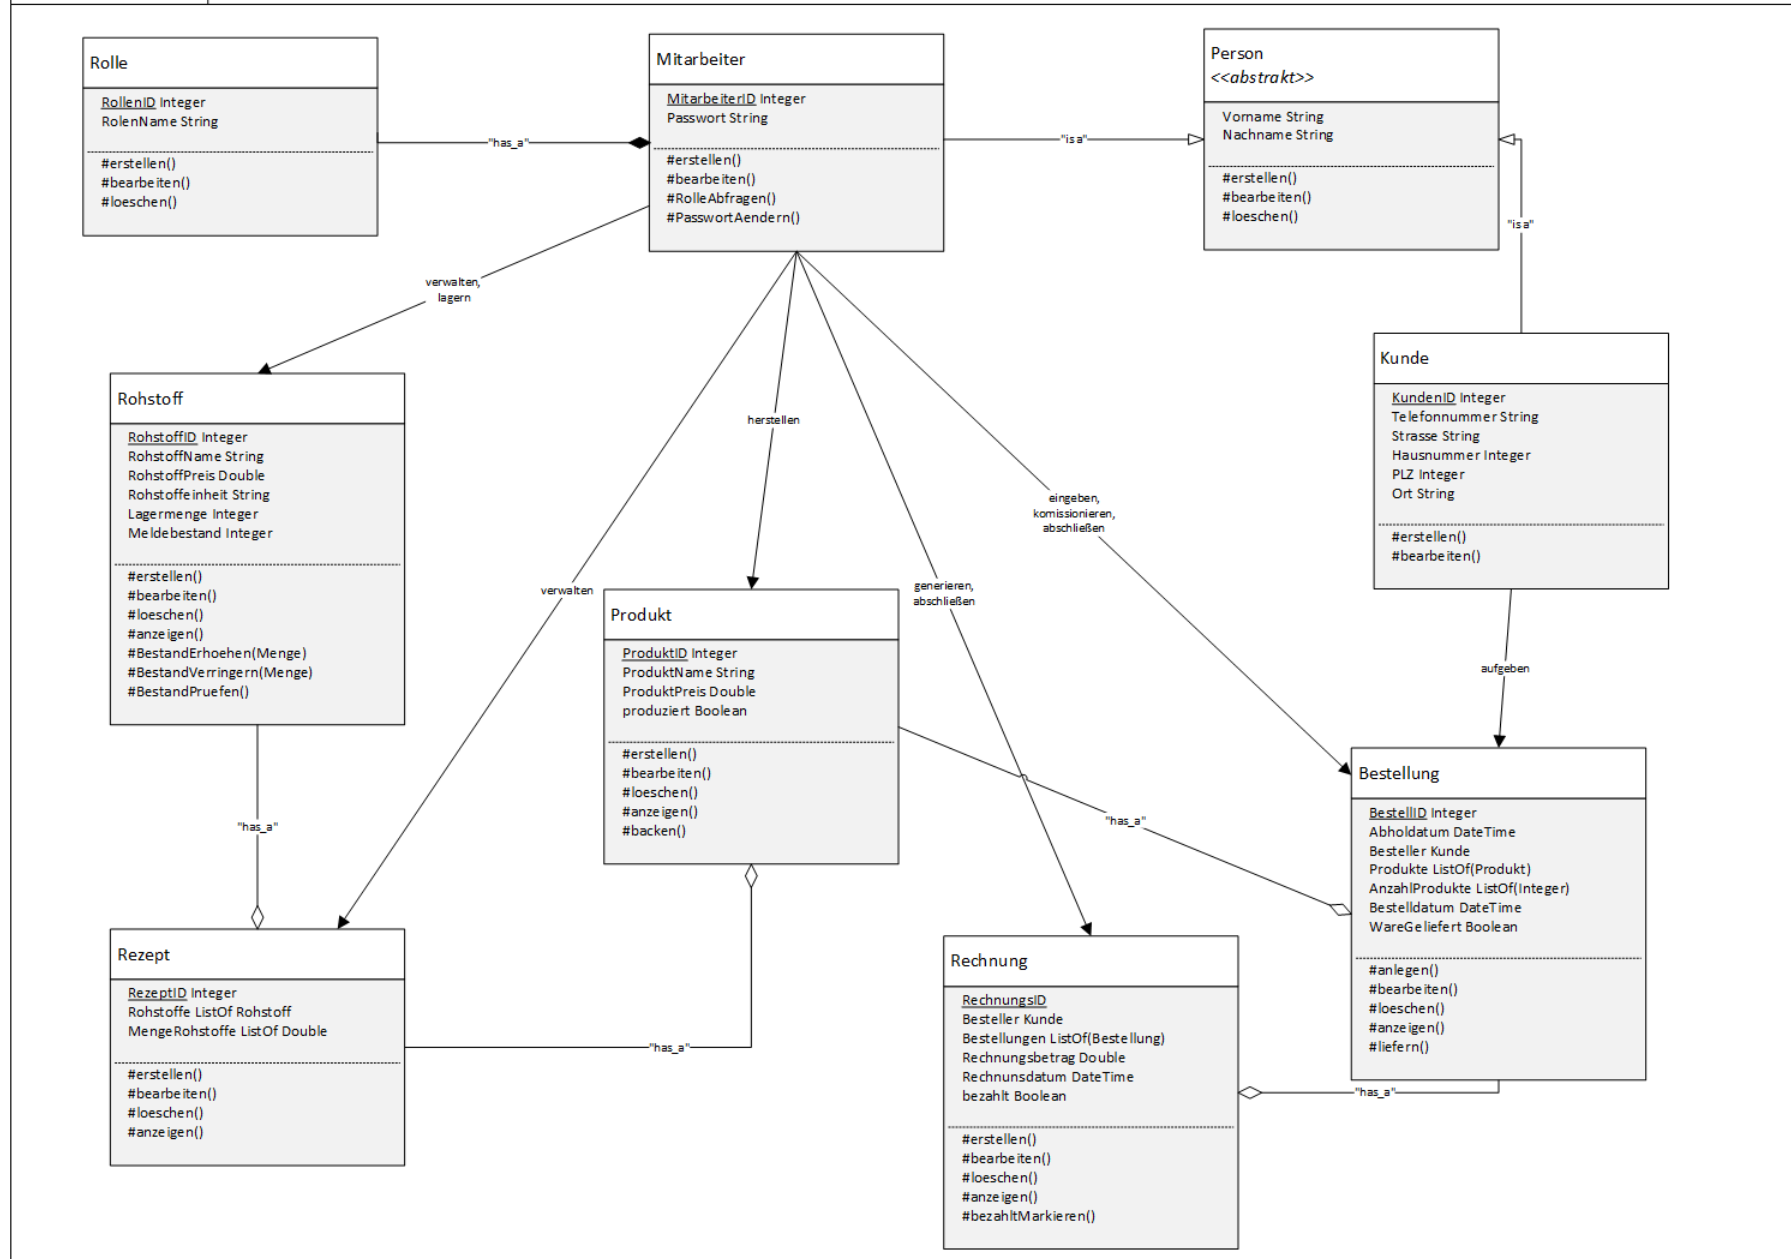 Rolle
RollenID Integer
RolenName String
#erstellen()
#bearbeiten()
#loeschen()
"has_a"
Mitarbeiter
MitarbeiterID Integer
Passwort String
#erstellen()
#bearbeiten()
#RolleAbfragen()
#PasswortAendern()
"is a"
Person
<<abstrakt>>
Vorname String
Nachname String
#erstellen()
#bearbeiten()
#loeschen()
"is a"
verwalten,
lagern
Kunde
KundenID Integer
Telefonnummer String
Strasse String
Hausnummer Integer
PLZ Integer
Ort String
#erstellen()
#bearbeiten()
Rohstoff
RohstoffID Integer
RohstoffName String
RohstoffPreis Double
Rohstoffeinheit String
Lagermenge Integer
Meldebestand Integer
#erstellen()
#bearbeiten()
#loeschen()
#anzeigen()
#BestandErhoehen(Menge)
#BestandVerringern(Menge)
#BestandPruefen()
herstellen
eingeben,
komissionieren,
abschließen
verwalten
generieren,
abschließen
Produkt
ProduktID Integer
ProduktName String
ProduktPreis Double
produziert Boolean
#erstellen()
#bearbeiten()
#loeschen()
#anzeigen()
#backen()
aufgeben
"has_a"
"has_a"
Bestellung
BestellID Integer
Abholdatum DateTime
Besteller Kunde
Produkte ListOf(Produkt)
AnzahlProdukte ListOf(Integer)
Bestelldatum DateTime
WareGeliefert Boolean
#anlegen()
#bearbeiten()
#loeschen()
#anzeigen()
#liefern()
Rezept
RezeptID Integer
Rohstoffe ListOf Rohstoff
MengeRohstoffe ListOf Double
#erstellen()
#bearbeiten()
#loeschen()
#anzeigen()
"has_a"
Rechnung
RechnungsID
Besteller Kunde
Bestellungen ListOf(Bestellung)
Rechnungsbetrag Double
Rechnunsdatum DateTime
bezahlt Boolean
#erstellen()
#bearbeiten()
#loeschen()
#anzeigen()
#bezahltMarkieren()
"has_a"